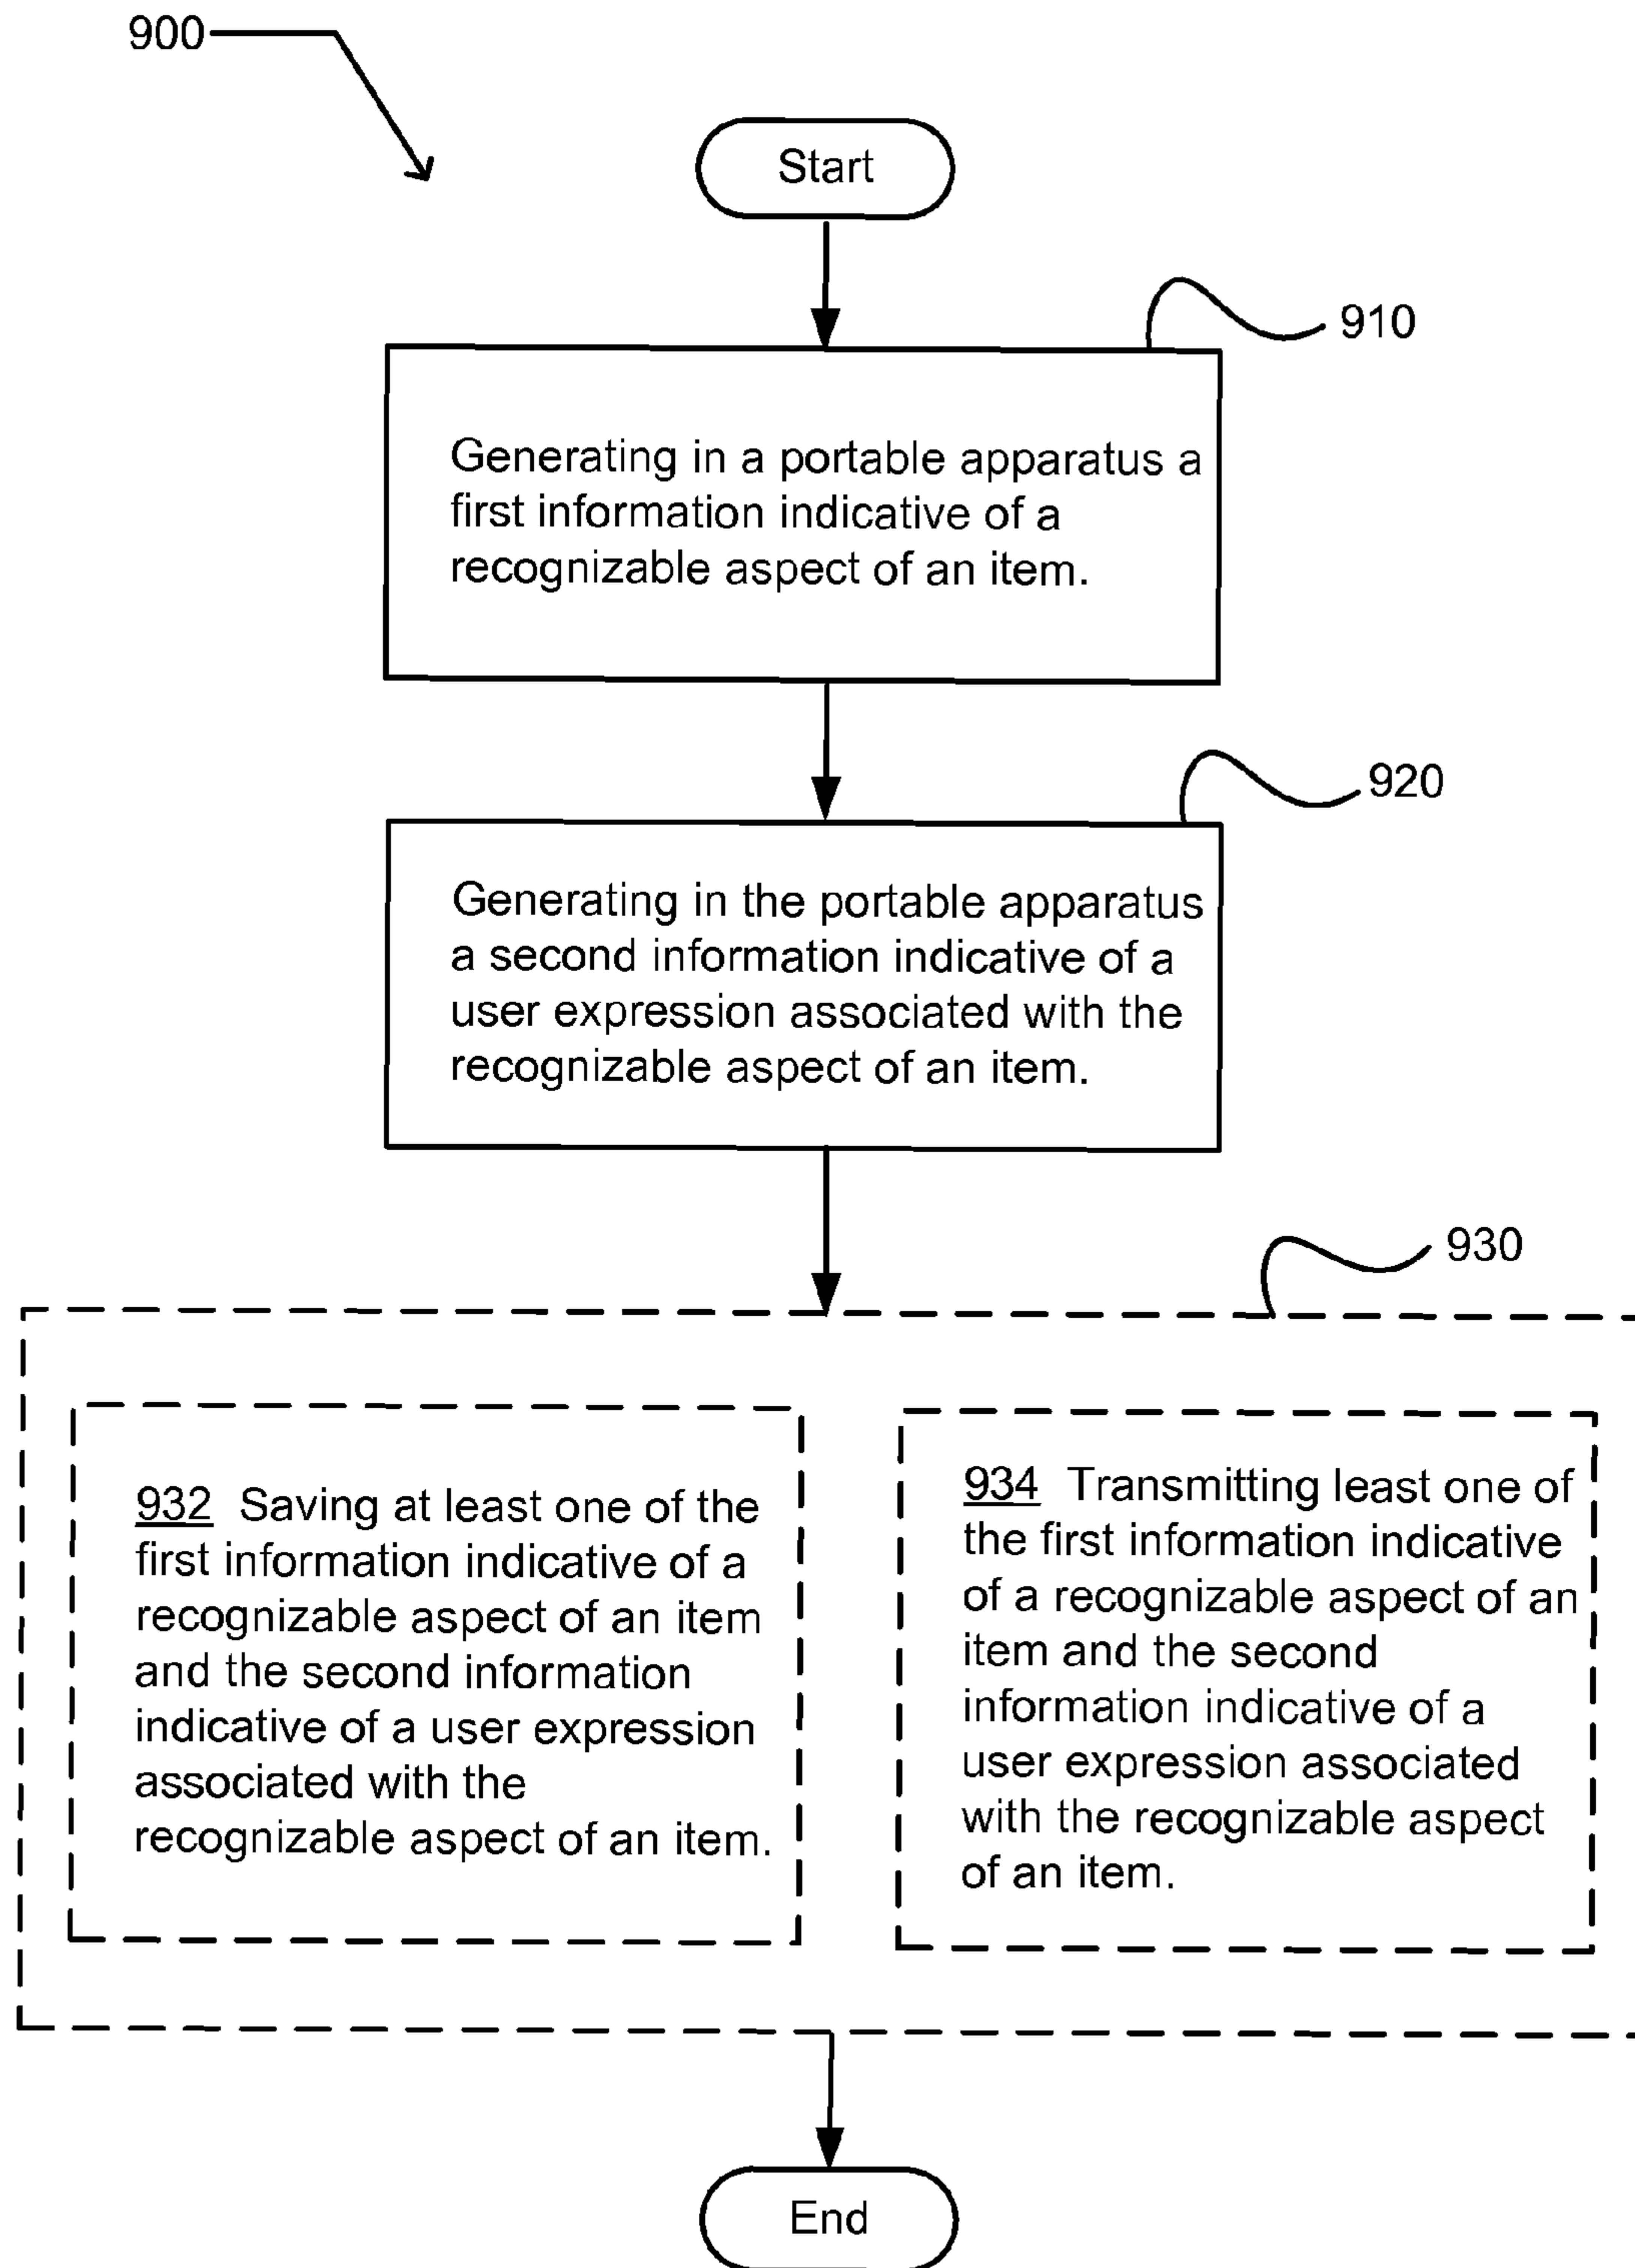 900
Start
910
Generating in a portable apparatus a
first information indicative of a
recognizable aspect of an item.
920
Generating in the portable apparatus
a second information indicative of a
user expression associated with the
recognizable aspect of an item.
930
932 Saving at least one of the
first information indicative of a
recognizable aspect of an item
and the second information
indicative of a user expression
associated with the
recognizable aspect of an item.
934 Transmitting least one of
the first information indicative
of a recognizable aspect of an
item and the second
information indicative of a
user expression associated
with the recognizable aspect
of an item.
End